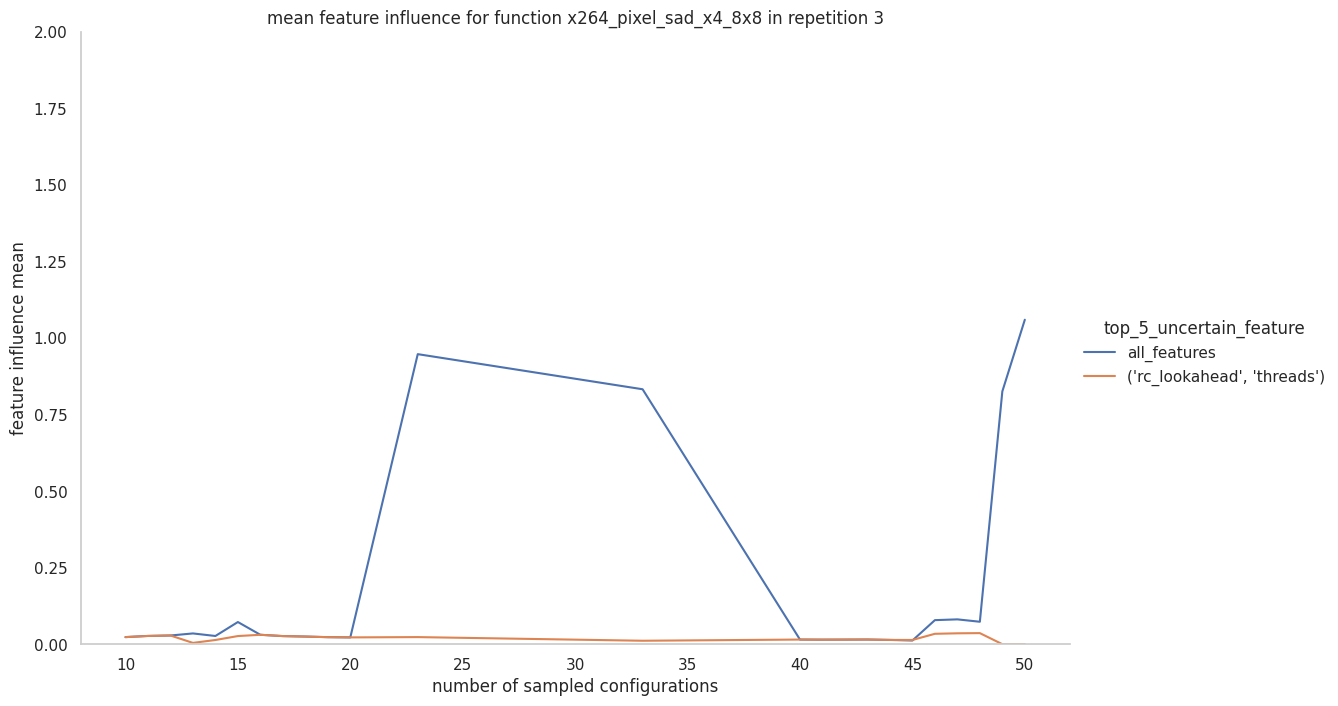 mean feature influence for function x264_pixel_sad_x4_8x8 in repetition 3
2.00
1.75
1.50
1.25
1.00
0.75
0.50
0.25
0.00
feature influence mean
10 15 20 25 30 35 40 45 50
number of sampled configurations
top_5_uncertain_feature
all_features
('rc_lookahead', 'threads')